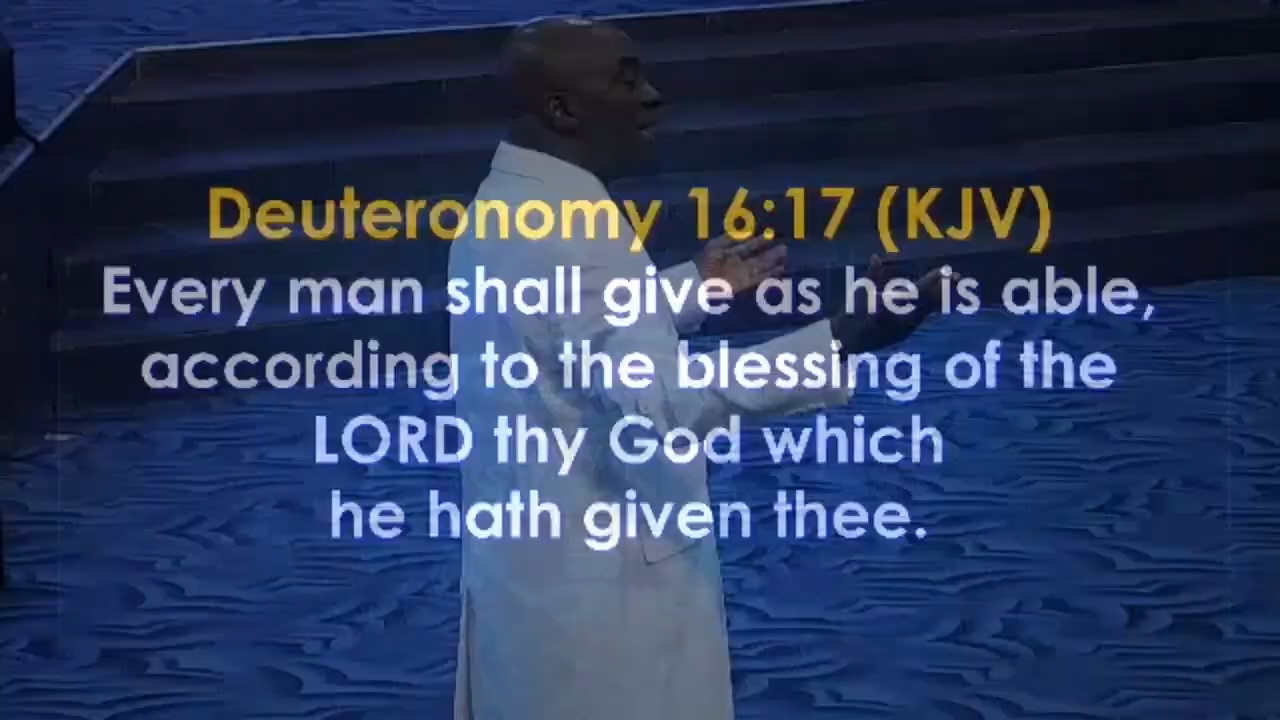 Deuteronomy 16:17 (KJV)
Every man shall give as he is able,
according to the blessing of the
LORD thy God which
he hath given thee.